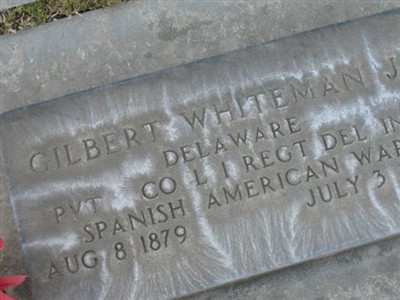 GILBERT WHITEMAN J
DELAWARE
PVT CO L 1 REGT DEL IN
SPANISH AMERICAN WAR
AUG 8 1879 JULY 3